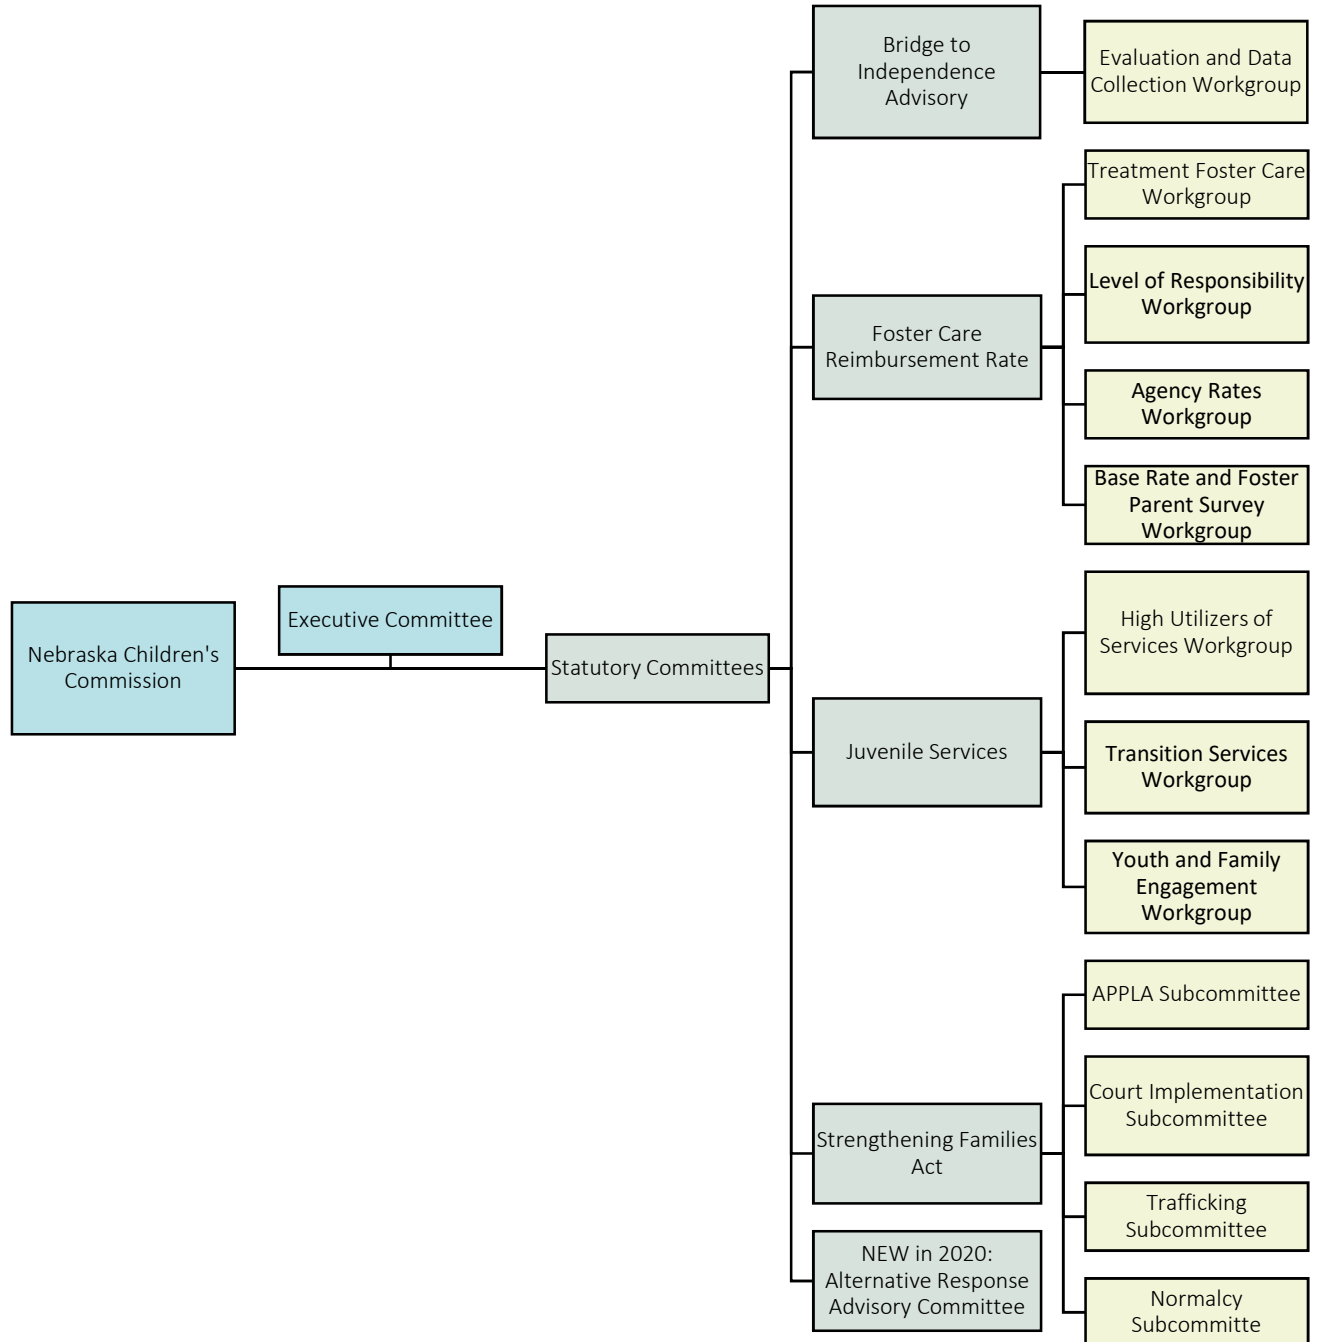 Nebraska Children's
Commission
Executive Committee
Statutory Committees
Bridge to
Independence
Advisory
Evaluation and Data
Collection Workgroup
Foster Care
Reimbursement Rate
Treatment Foster Care
Workgroup
Level of Responsibility
Workgroup
Agency Rates
Workgroup
Base Rate and Foster
Parent Survey
Workgroup
Juvenile Services
High Utilizers of
Services Workgroup
Transition Services
Workgroup
Youth and Family
Engagement
Workgroup
Strengthening Families
Act
APPLA Subcommittee
Court Implementation
Subcommittee
Trafficking
Subcommittee
Normalcy
Subcommitte
NEW in 2020:
Alternative Response
Advisory Committee